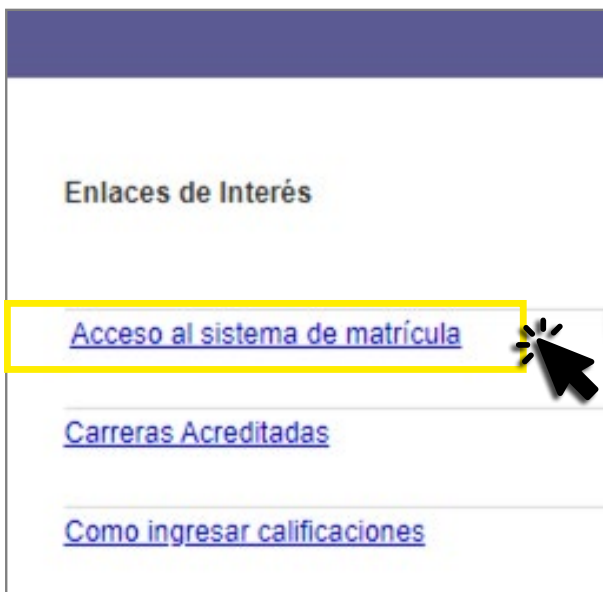 Enlaces de Interés
Acceso al sistema de matrícula
Carreras Acreditadas
Como ingresar calificaciones